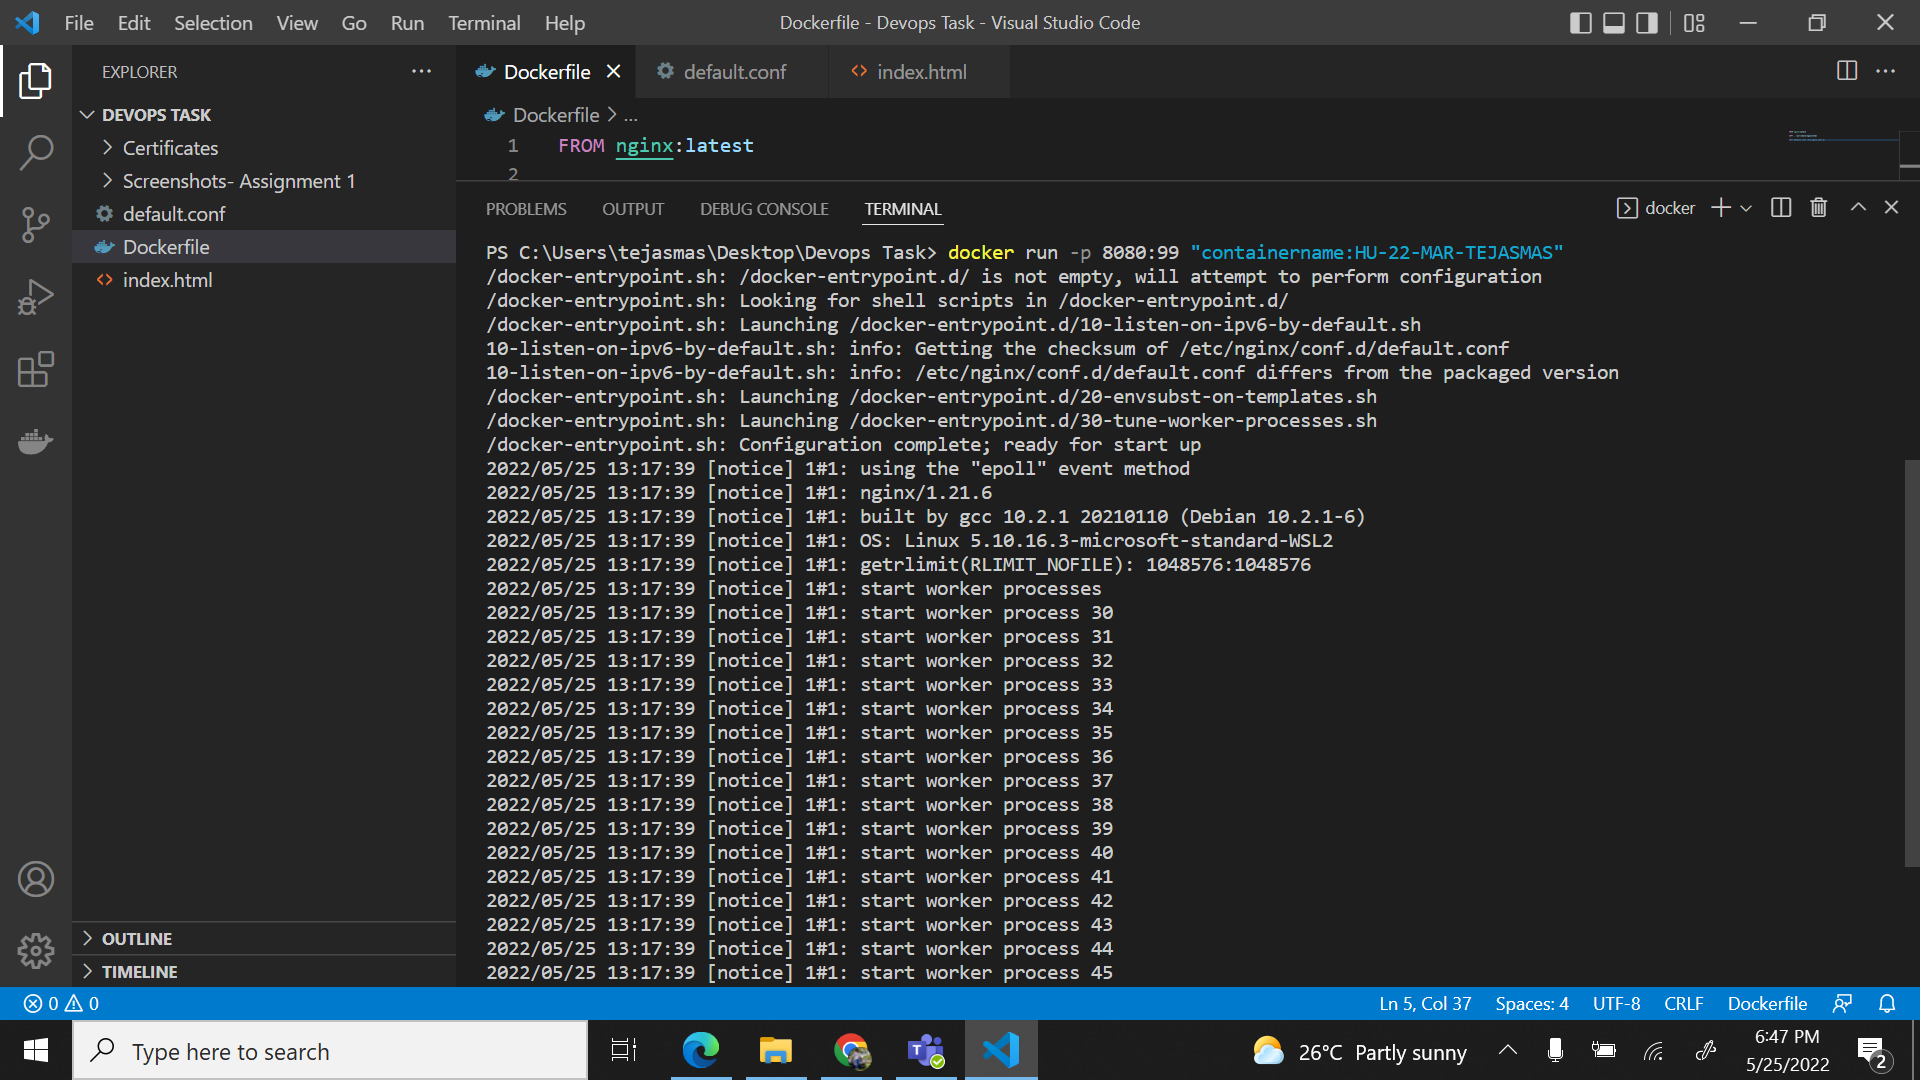 File Edit Selection View Go Run Terminal Help
Dockerfile - Devops Task - Visual Studio Code
EXPLORER
DEVOPS TASK
Certificates
Screenshots- Assignment 1
default.conf
Dockerfile
index.html
OUTLINE
TIMELINE
Dockerfile default.conf index.html
Dockerfile > ...
1 FROM nginx:latest
2
PROBLEMS OUTPUT DEBUG CONSOLE TERMINAL
docker
PS C:\Users\tejasmas\Desktop\Devops Task> docker run -p 8080:99 "containername:HU-22-MAR-TEJASMAS"
/docker-entrypoint.sh: /docker-entrypoint.d/ is not empty, will attempt to perform configuration
/docker-entrypoint.sh: Looking for shell scripts in /docker-entrypoint.d/
/docker-entrypoint.sh: Launching /docker-entrypoint.d/10-listen-on-ipv6-by-default.sh
10-listen-on-ipv6-by-default.sh: info: Getting the checksum of /etc/nginx/conf.d/default.conf
10-listen-on-ipv6-by-default.sh: info: /etc/nginx/conf.d/default.conf differs from the packaged version
/docker-entrypoint.sh: Launching /docker-entrypoint.d/20-envsubst-on-templates.sh
/docker-entrypoint.sh: Launching /docker-entrypoint.d/30-tune-worker-processes.sh
/docker-entrypoint.sh: Configuration complete; ready for start up
2022/05/25 13:17:39 [notice] 1#1: using the "epoll" event method
2022/05/25 13:17:39 [notice] 1#1: nginx/1.21.6
2022/05/25 13:17:39 [notice] 1#1: built by gcc 10.2.1 20210110 (Debian 10.2.1-6)
2022/05/25 13:17:39 [notice] 1#1: OS: Linux 5.10.16.3-microsoft-standard-WSL2
2022/05/25 13:17:39 [notice] 1#1: getrlimit(RLIMIT_NOFILE): 1048576:1048576
2022/05/25 13:17:39 [notice] 1#1: start worker processes
2022/05/25 13:17:39 [notice] 1#1: start worker process 30
2022/05/25 13:17:39 [notice] 1#1: start worker process 31
2022/05/25 13:17:39 [notice] 1#1: start worker process 32
2022/05/25 13:17:39 [notice] 1#1: start worker process 33
2022/05/25 13:17:39 [notice] 1#1: start worker process 34
2022/05/25 13:17:39 [notice] 1#1: start worker process 35
2022/05/25 13:17:39 [notice] 1#1: start worker process 36
2022/05/25 13:17:39 [notice] 1#1: start worker process 37
2022/05/25 13:17:39 [notice] 1#1: start worker process 38
2022/05/25 13:17:39 [notice] 1#1: start worker process 39
2022/05/25 13:17:39 [notice] 1#1: start worker process 40
2022/05/25 13:17:39 [notice] 1#1: start worker process 41
2022/05/25 13:17:39 [notice] 1#1: start worker process 42
2022/05/25 13:17:39 [notice] 1#1: start worker process 43
2022/05/25 13:17:39 [notice] 1#1: start worker process 44
2022/05/25 13:17:39 [notice] 1#1: start worker process 45
0 0
Ln 5, Col 37 Spaces: 4 UTF-8 CRLF Dockerfile
Type here to search
26°C Partly sunny
6:47 PM
5/25/2022
2